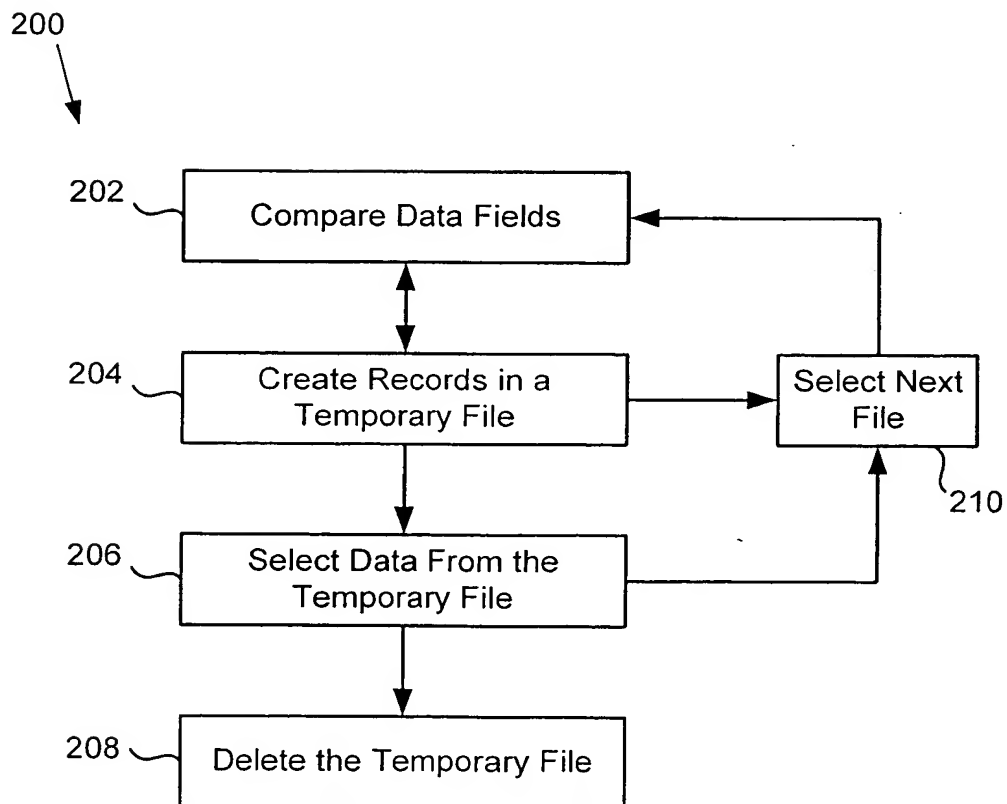 200
202
Compare Data Fields
204
Create Records in a
Temporary File
Select Next
File
210
206
Select Data From the
Temporary File
208
Delete the Temporary File